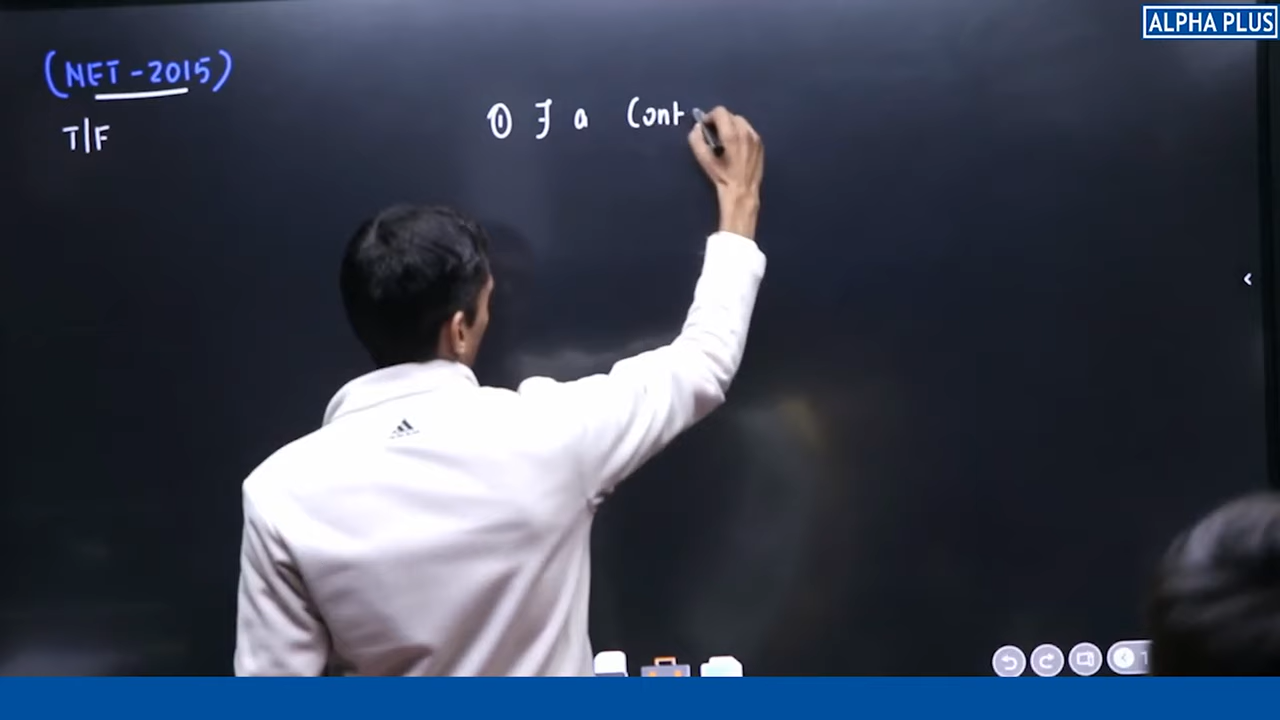 ALPHA PLUS
(NET-2015)
T|F
① ∃ a Cont